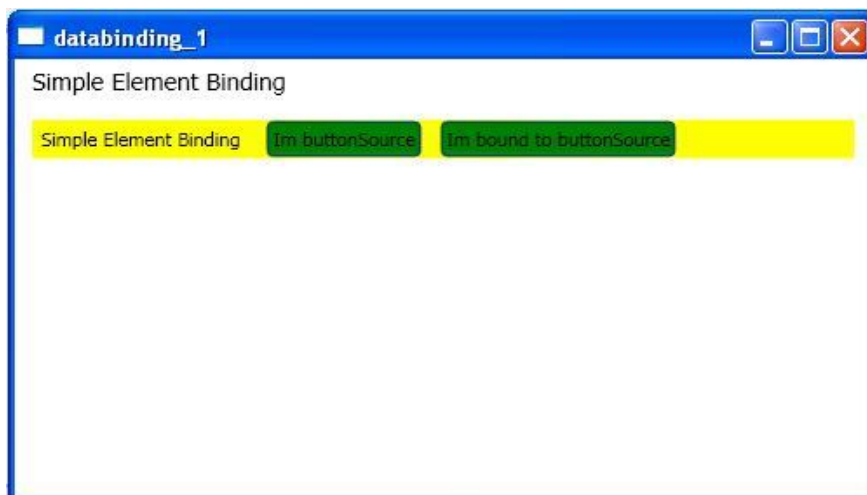 databinding_1
Simple Element Binding
Simple Element Binding Im buttonSource Im bound to buttonSource